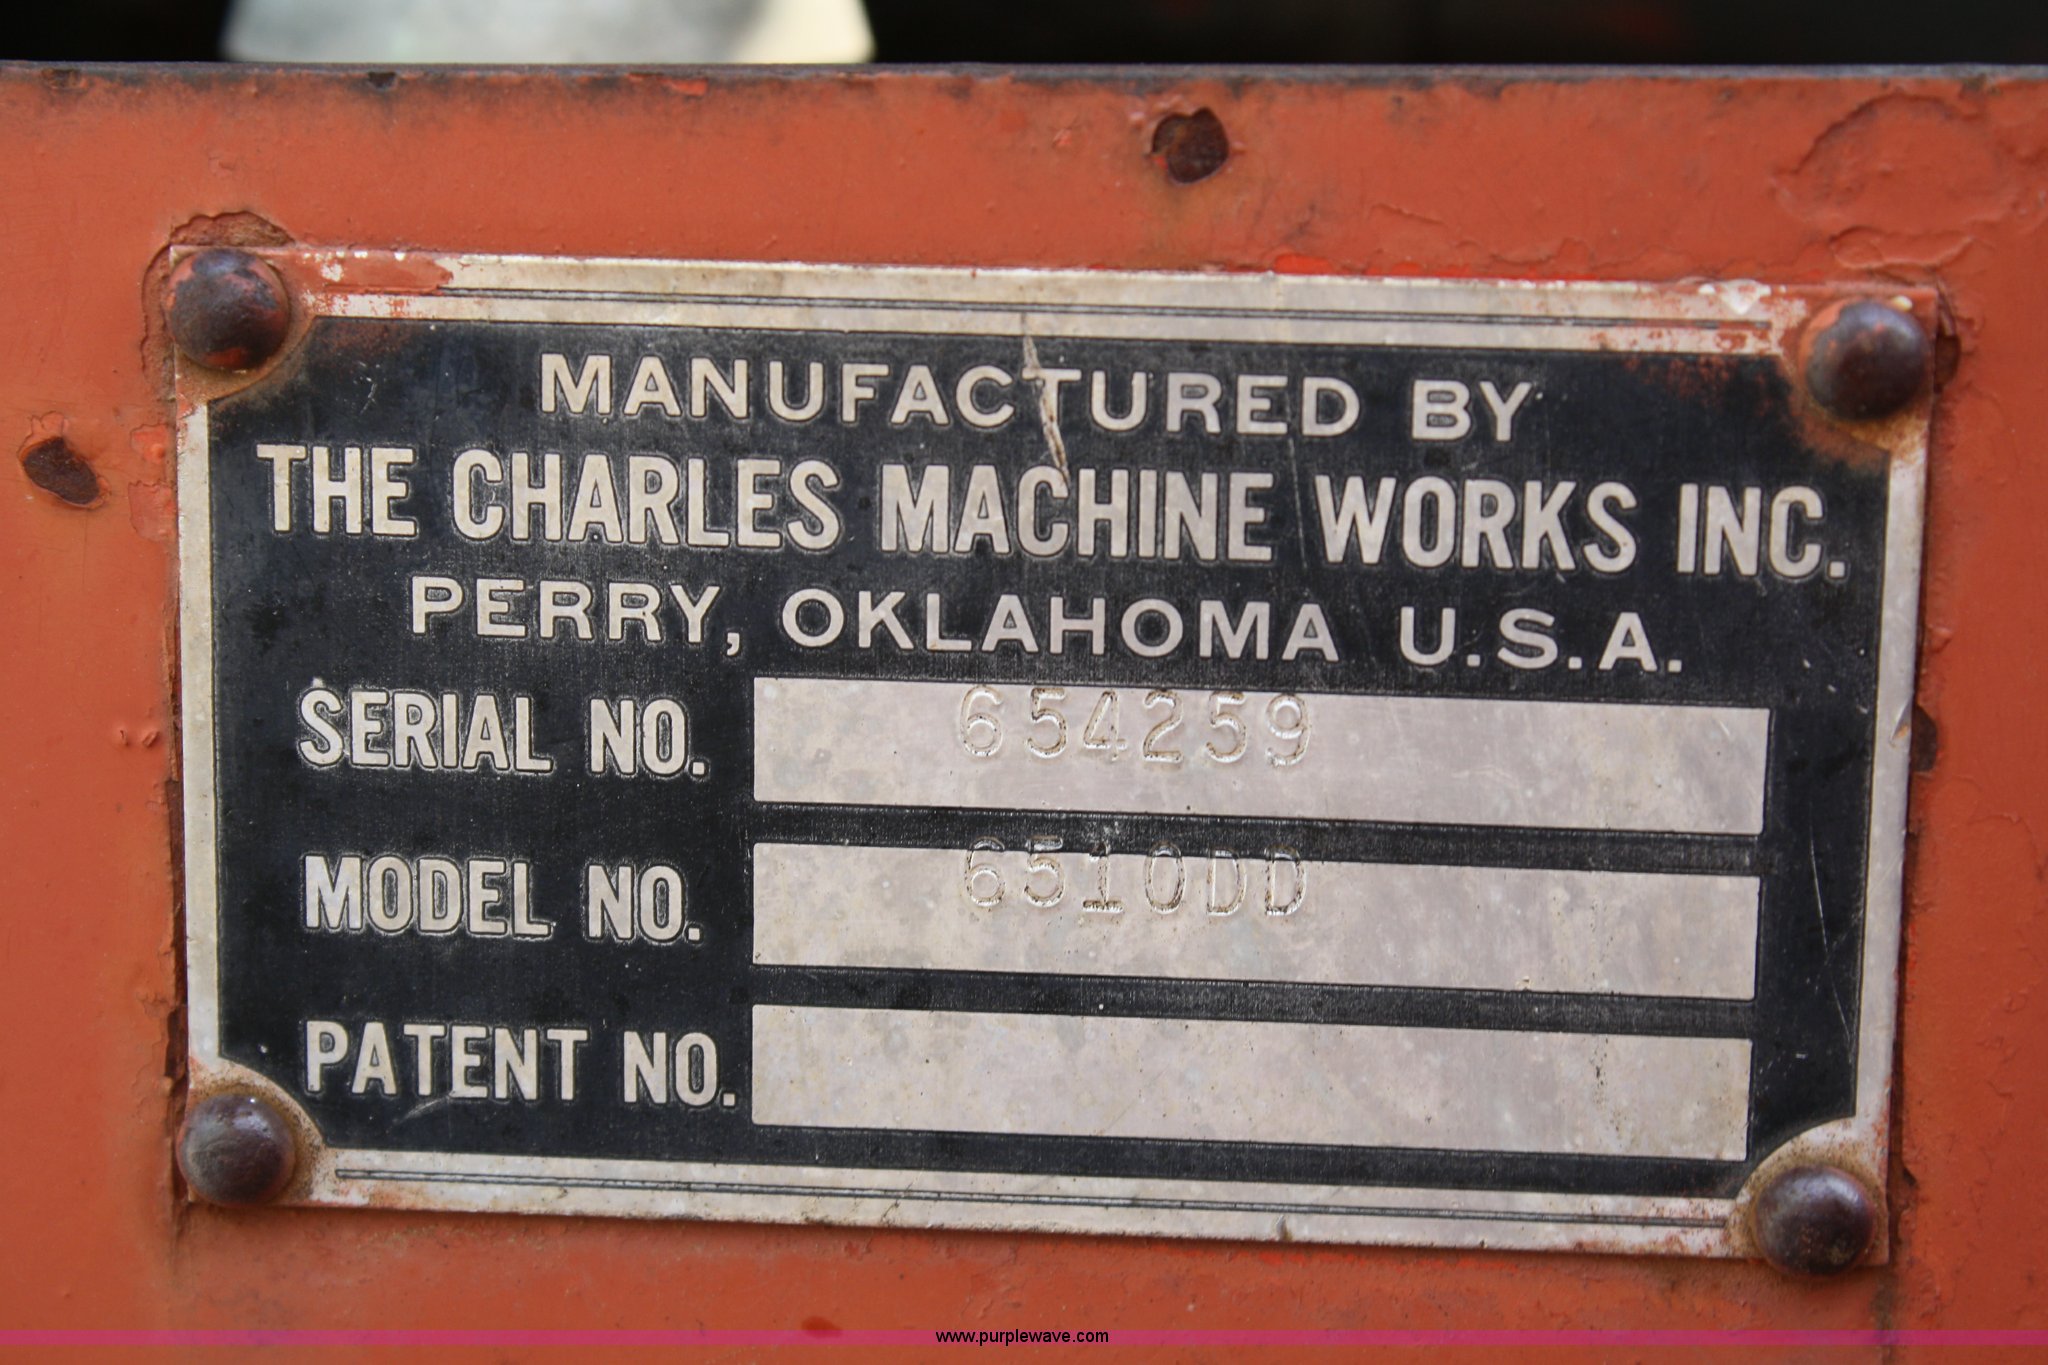 MANUFACTURED BY
THE CHARLES MACHINE WORKS INC.
PERRY, OKLAHOMA U.S.A.
SERIAL NO. 654259
MODEL NO. 6510DD
PATENT NO.
www.purplewave.com